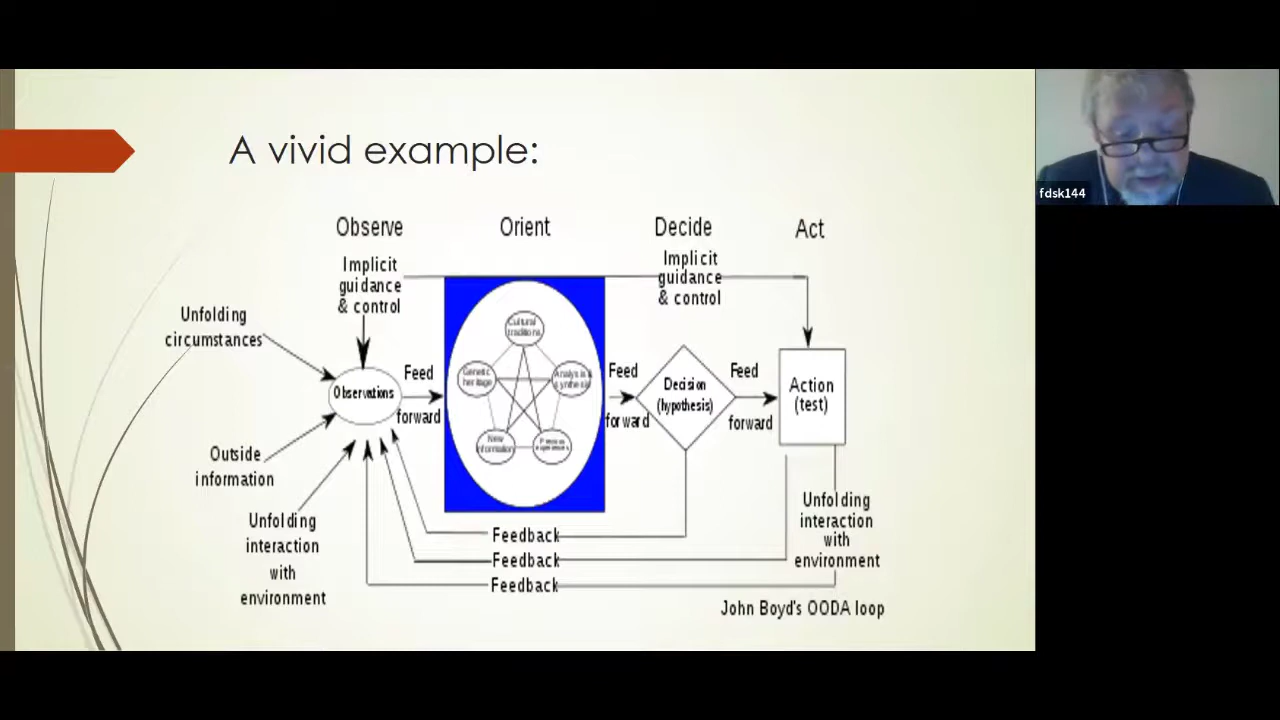 A vivid example:
fdsk144
Observe
Orient
Decide
Act
Implicit
guidance
& control
Implicit
guidance
& control
Unfolding
circumstances
Cultural
traditions
Genetic
heritage
Analysis &
synthesis
New
information
Previous
experiences
Observations
Feed
forward
Feed
forward
Decision
(hypothesis)
Feed
forward
Action
(test)
Outside
information
Unfolding
interaction
with
environment
Unfolding
interaction
with
environment
Feedback
Feedback
Feedback
John Boyd's OODA loop